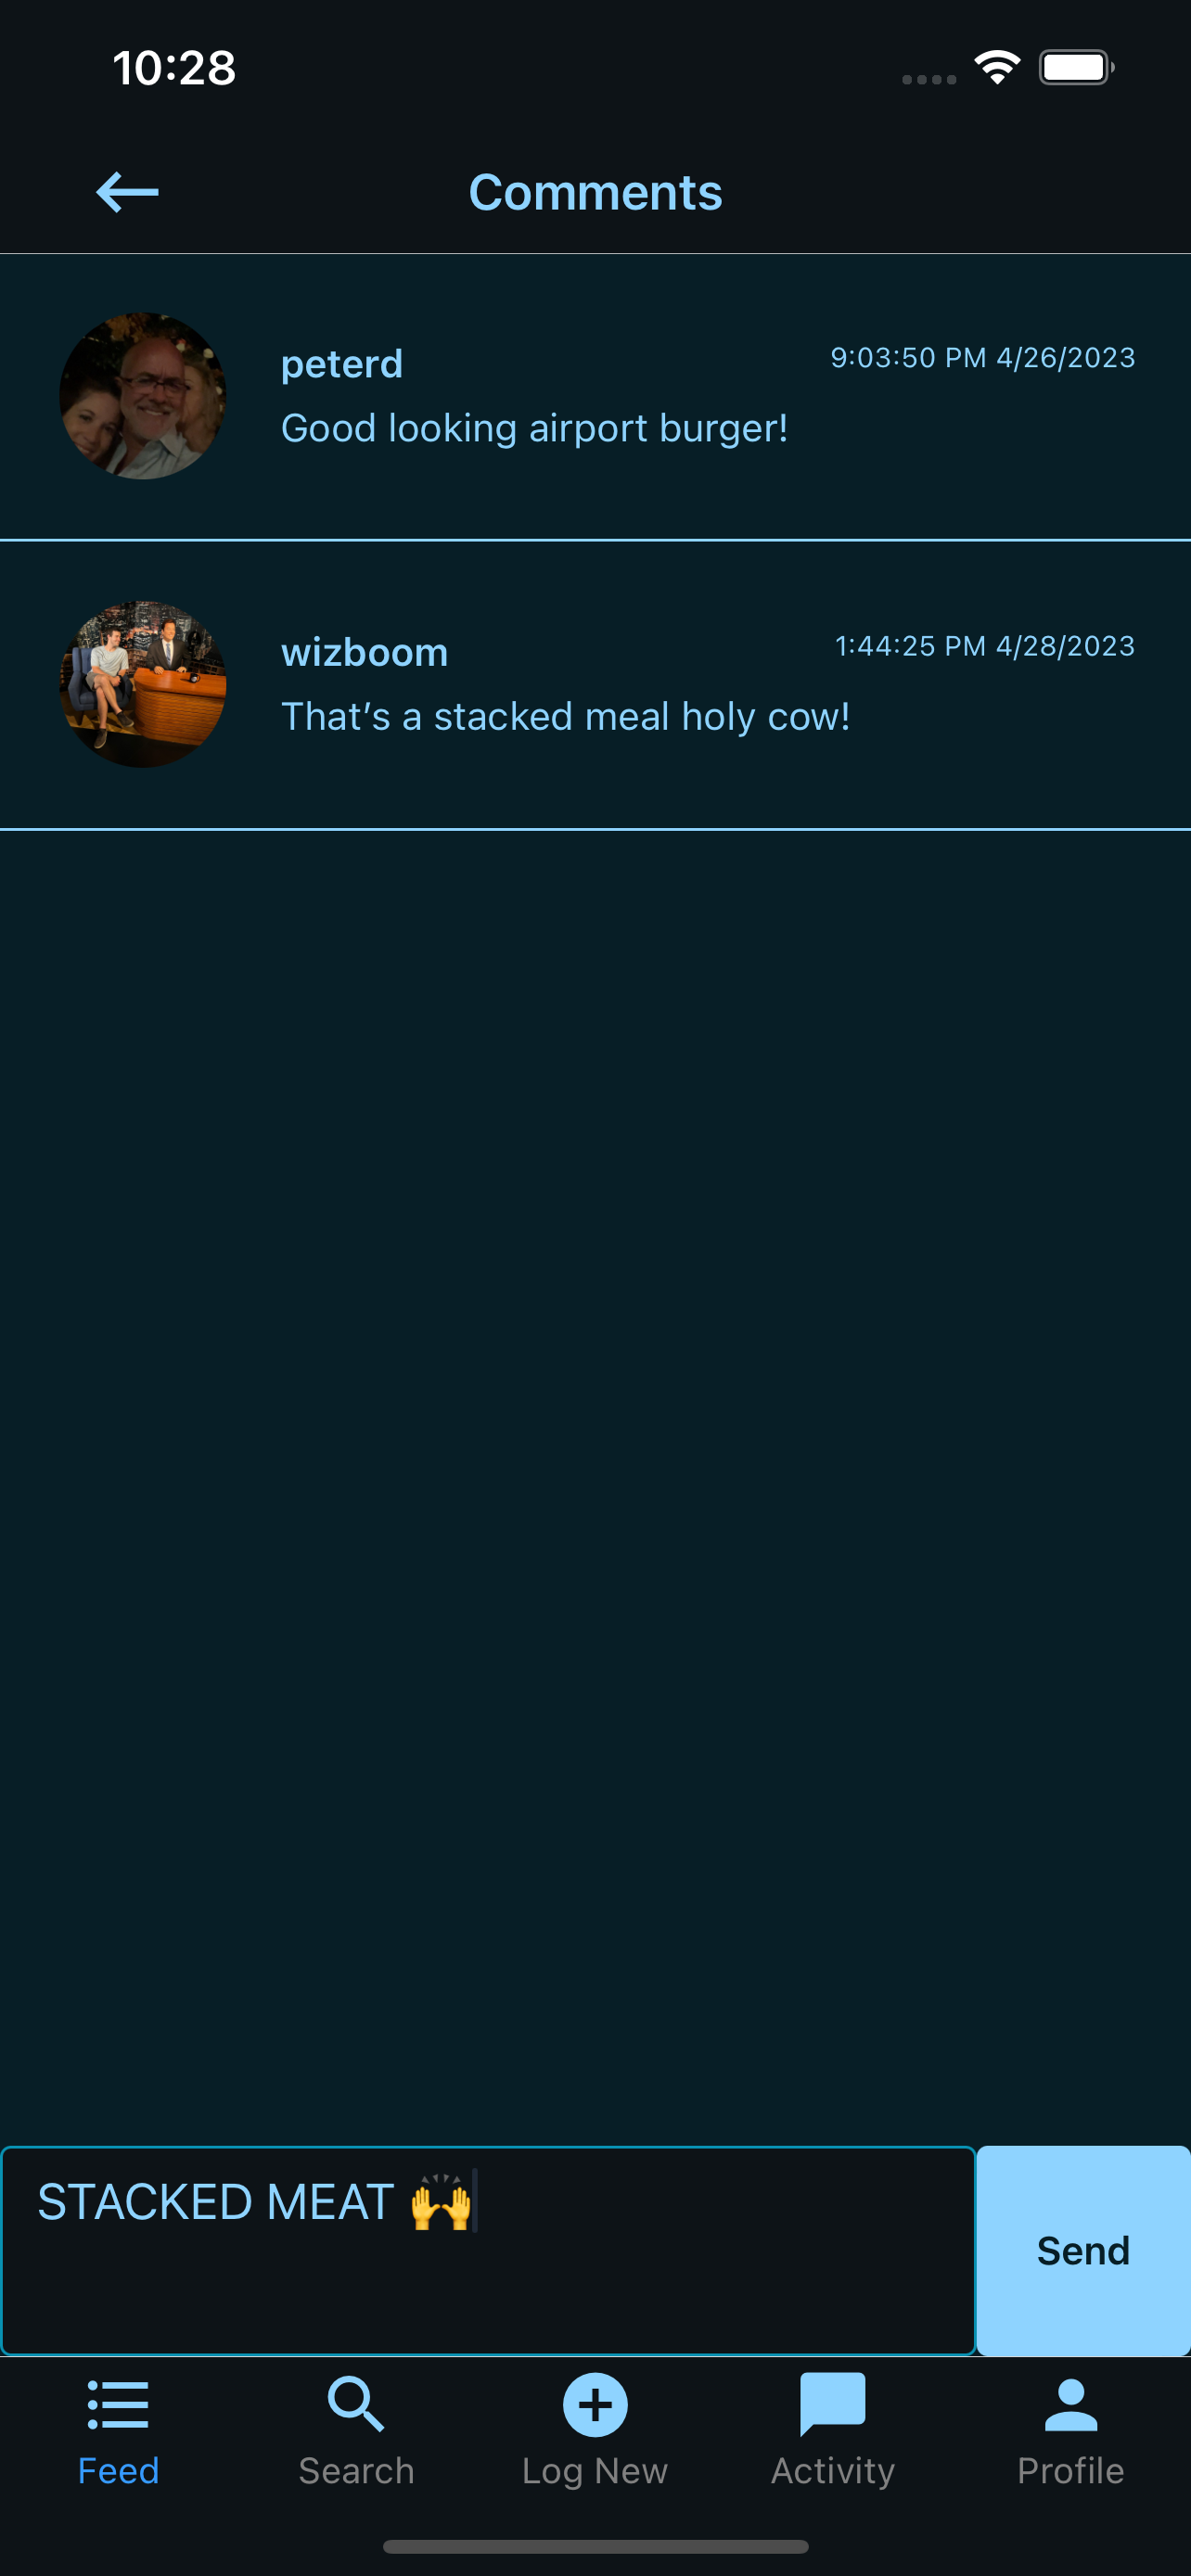 10:28
Comments
peterd
9:03:50 PM 4/26/2023
Good looking airport burger!
wizboom
1:44:25 PM 4/28/2023
That’s a stacked meal holy cow!
STACKED MEAT 🙌
Send
Feed
Search
Log New
Activity
Profile